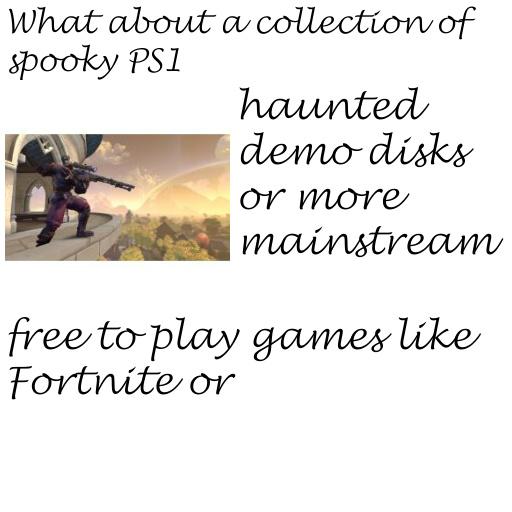 What about a collection of
spooky PS1
haunted
demo disks
or more
mainstream
free to play games like
Fortnite or